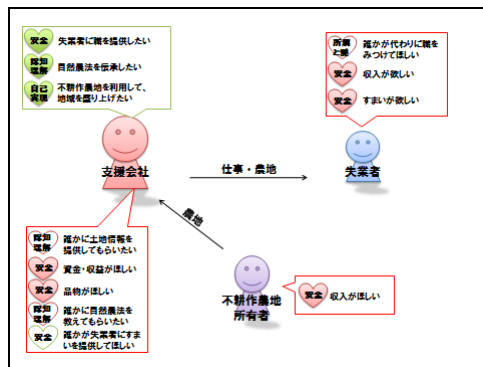 安全 失業者に職を提供したい
認知
理解 自然農法を伝承したい
自己
実現 不耕作農地を利用して、
地域を盛り上げたい
所属
と愛 誰かが代わりに職を
みつけてほしい
安全 収入が欲しい
安全 すまいが欲しい
支援会社
仕事・農地
失業者
農地
認知
理解 誰かに土地情報を
提供してもらいたい
安全 資金・収益がほしい
安全 品物がほしい
認知
理解 誰かに自然農法を
教えてもらいたい
安全 誰かが失業者にすま
いを提供してほしい
不耕作農地
所有者
安全 収入がほしい